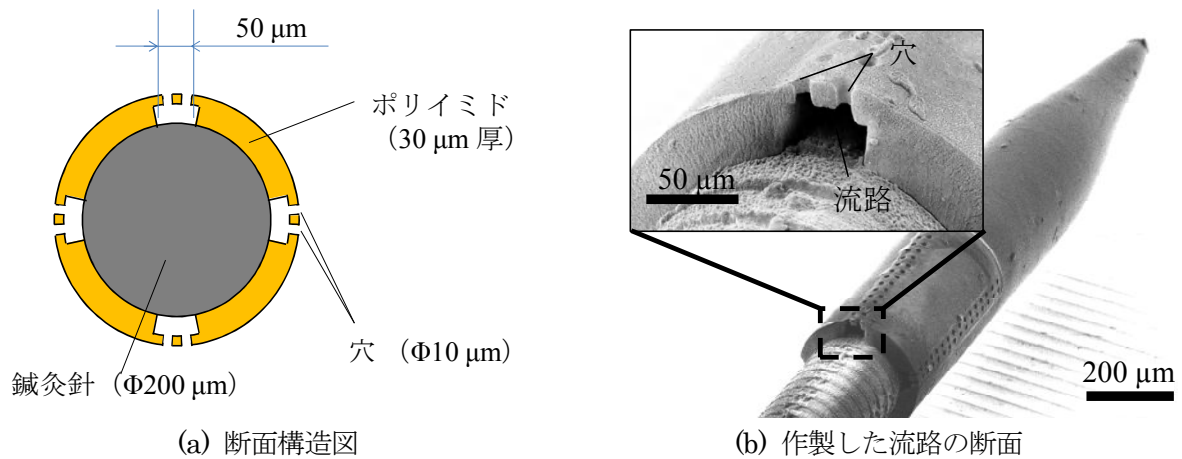 50 μm
ポリイミド
（30 μm 厚）
穴 （Φ10 μm）
鍼灸針（Φ200 μm）
(a) 断面構造図
穴
50 μm
流路
200 μm
(b) 作製した流路の断面